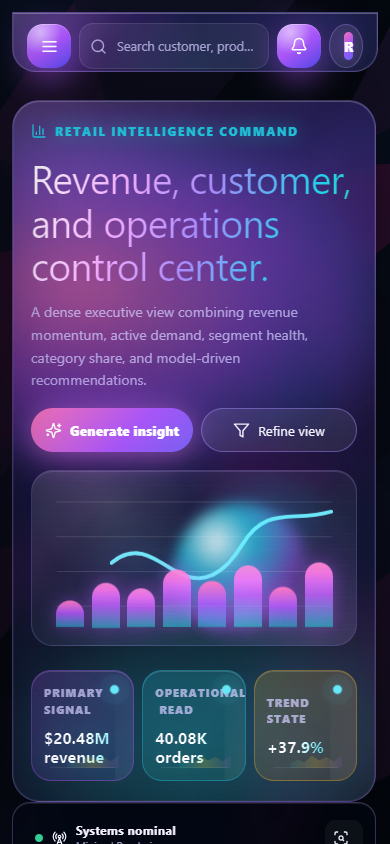 Search customer, prod...
R
RETAIL INTELLIGENCE COMMAND
Revenue, customer,
and operations
control center.
A dense executive view combining revenue
momentum, active demand, segment health,
category share, and model-driven
recommendations.
Generate insight
Refine view
PRIMARY
SIGNAL
$20.48M
revenue
OPERATIONAL
READ
40.08K
orders
TREND
STATE
+37.9%
Systems nominal